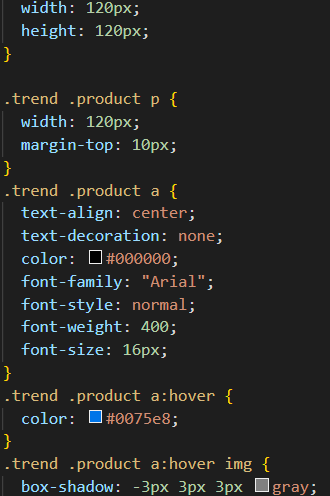 width: 120px;
height: 120px;
}
.trend .product p {
width: 120px;
margin-top: 10px;
}
.trend .product a {
text-align: center;
text-decoration: none;
color: #000000;
font-family: "Arial";
font-style: normal;
font-weight: 400;
font-size: 16px;
}
.trend .product a:hover {
color: #0075e8;
}
.trend .product a:hover img {
box-shadow: -3px 3px 3px gray;